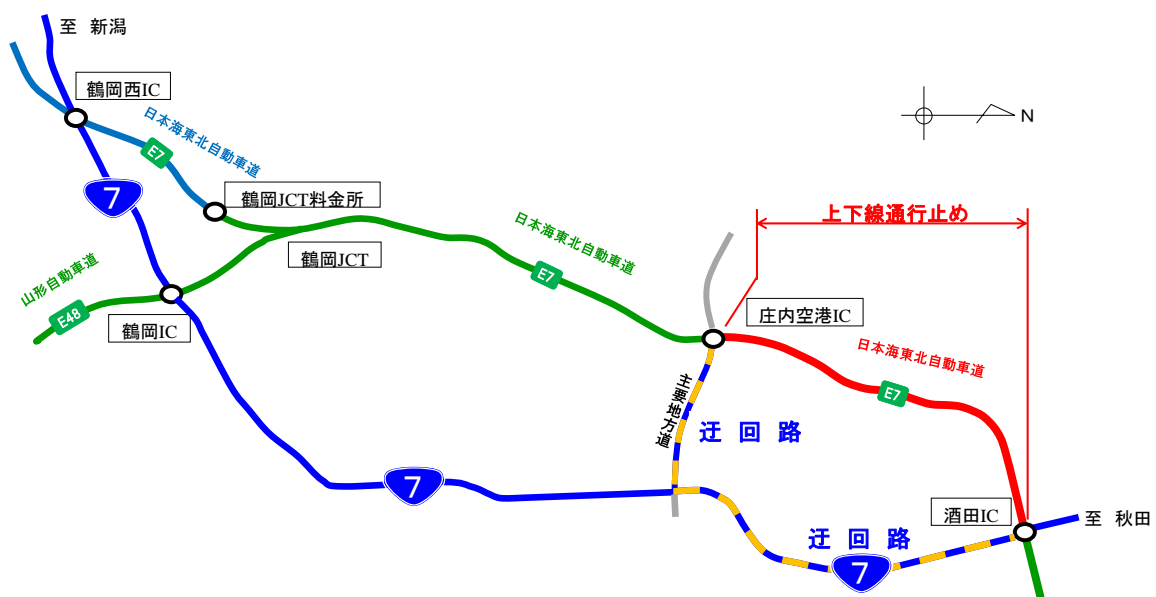 至 新潟
鶴岡西IC
日本海東北自動車道
E7
7
鶴岡JCT料金所
鶴岡JCT
山形自動車道
E48
鶴岡IC
日本海東北自動車道
E7
N
上下線通行止め
庄内空港IC
日本海東北自動車道
E7
主要地方道
迂回路
7
酒田IC
至 秋田
迂回路
7